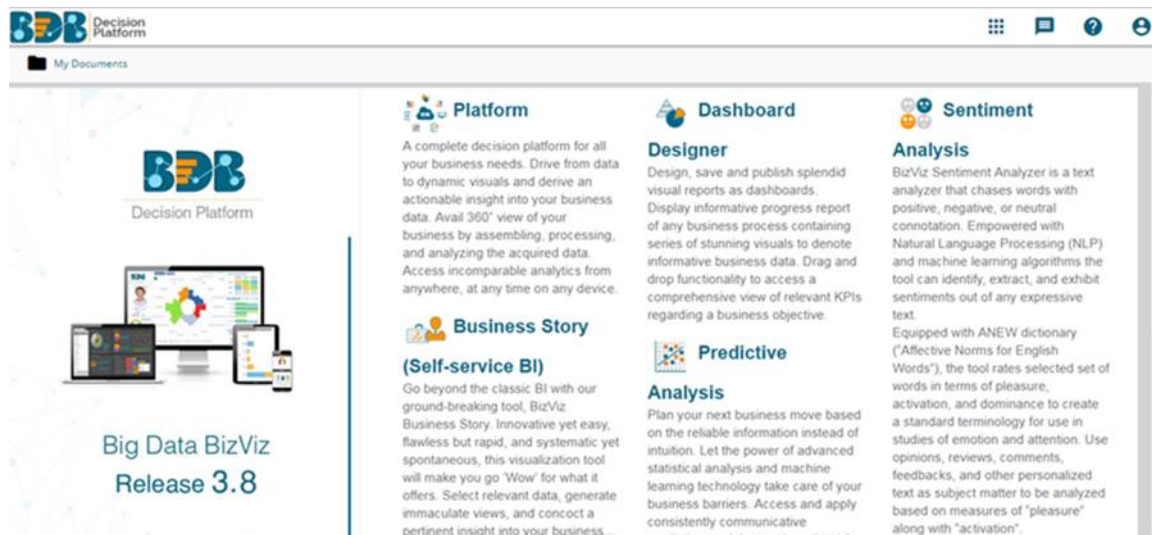 BDB Decision
Platform
My Documents
BDB
Decision Platform
Big Data BizViz
Release 3.8
Platform
A complete decision platform for all
your business needs. Drive from data
to dynamic visuals and derive an
actionable insight into your business
data. Avail 360° view of your
business by assembling, processing,
and analyzing the acquired data.
Access incomparable analytics from
anywhere, at any time on any device.
Business Story
(Self-service BI)
Go beyond the classic BI with our
ground-breaking tool, BizViz
Business Story. Innovative yet easy,
flawless but rapid, and systematic yet
spontaneous, this visualization tool
will make you go 'Wow' for what it
offers. Select relevant data, generate
immaculate views, and concoct a
pertinent insight into your business...
Dashboard
Designer
Design, save and publish splendid
visual reports as dashboards.
Display informative progress report
of any business process containing
series of stunning visuals to denote
informative business data. Drag and
drop functionality to access a
comprehensive view of relevant KPIs
regarding a business objective.
Predictive
Analysis
Plan your next business move based
on the reliable information instead of
intuition. Let the power of advanced
statistical analysis and machine
learning technology take care of your
business barriers. Access and apply
consistently communicative
Sentiment
Analysis
BizViz Sentiment Analyzer is a text
analyzer that chases words with
positive, negative, or neutral
connotation. Empowered with
Natural Language Processing (NLP)
and machine learning algorithms the
tool can identify, extract, and exhibit
sentiments out of any expressive
text.
Equipped with ANEW dictionary
("Affective Norms for English
Words"), the tool rates selected set of
words in terms of pleasure,
activation, and dominance to create
a standard terminology for use in
studies of emotion and attention. Use
opinions, reviews, comments,
feedbacks, and other personalized
text as subject matter to be analyzed
based on measures of "pleasure"
along with "activation".